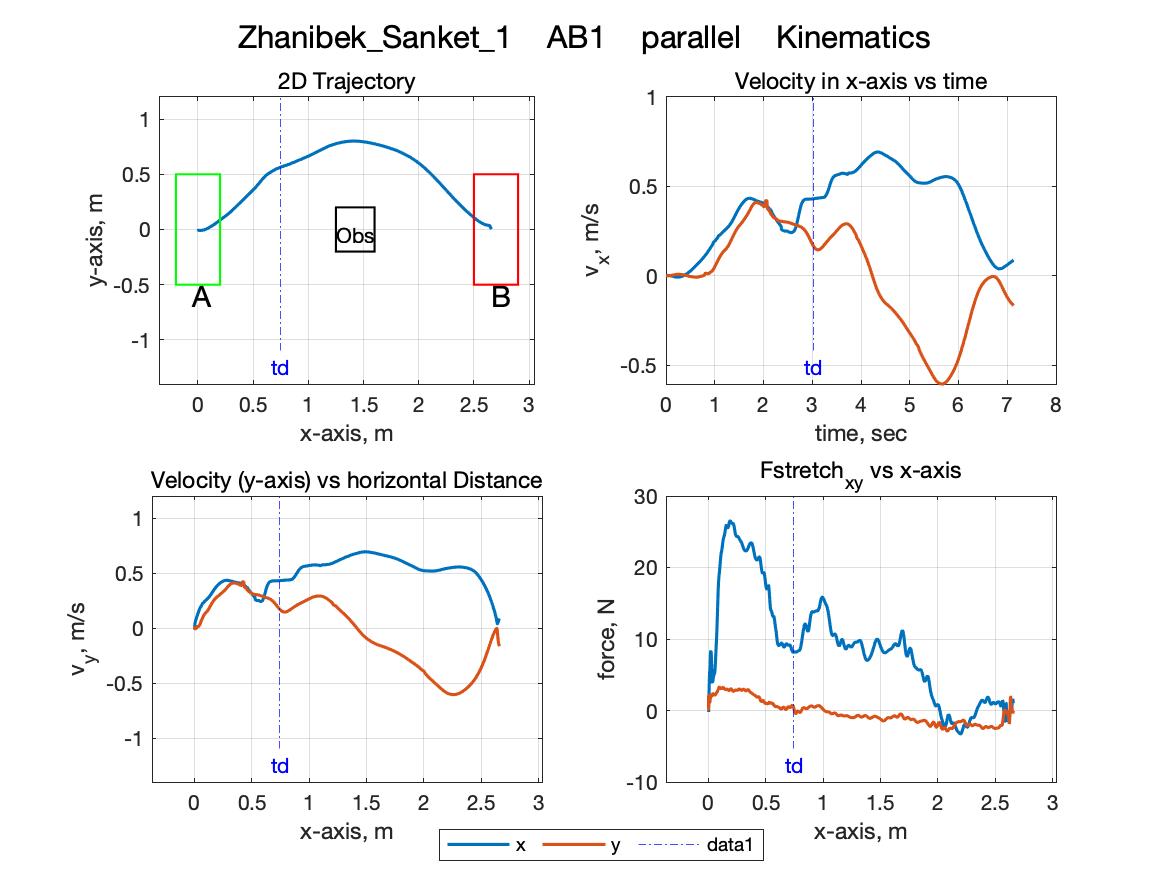 Zhanibek_Sanket_1 AB1 parallel Kinematics
2D Trajectory
1
0.5
0
-0.5
-1
y-axis, m
A
Obs
B
td
0 0.5 1 1.5 2 2.5 3
x-axis, m
Velocity in x-axis vs time
1
0.5
0
-0.5
v_x, m/s
td
0 1 2 3 4 5 6 7 8
time, sec
Velocity (y-axis) vs horizontal Distance
1
0.5
0
-0.5
-1
v_y, m/s
td
0 0.5 1 1.5 2 2.5 3
x-axis, m
Fstretch_xy vs x-axis
30
20
10
0
-10
force, N
td
0 0.5 1 1.5 2 2.5 3
x-axis, m
x y data1